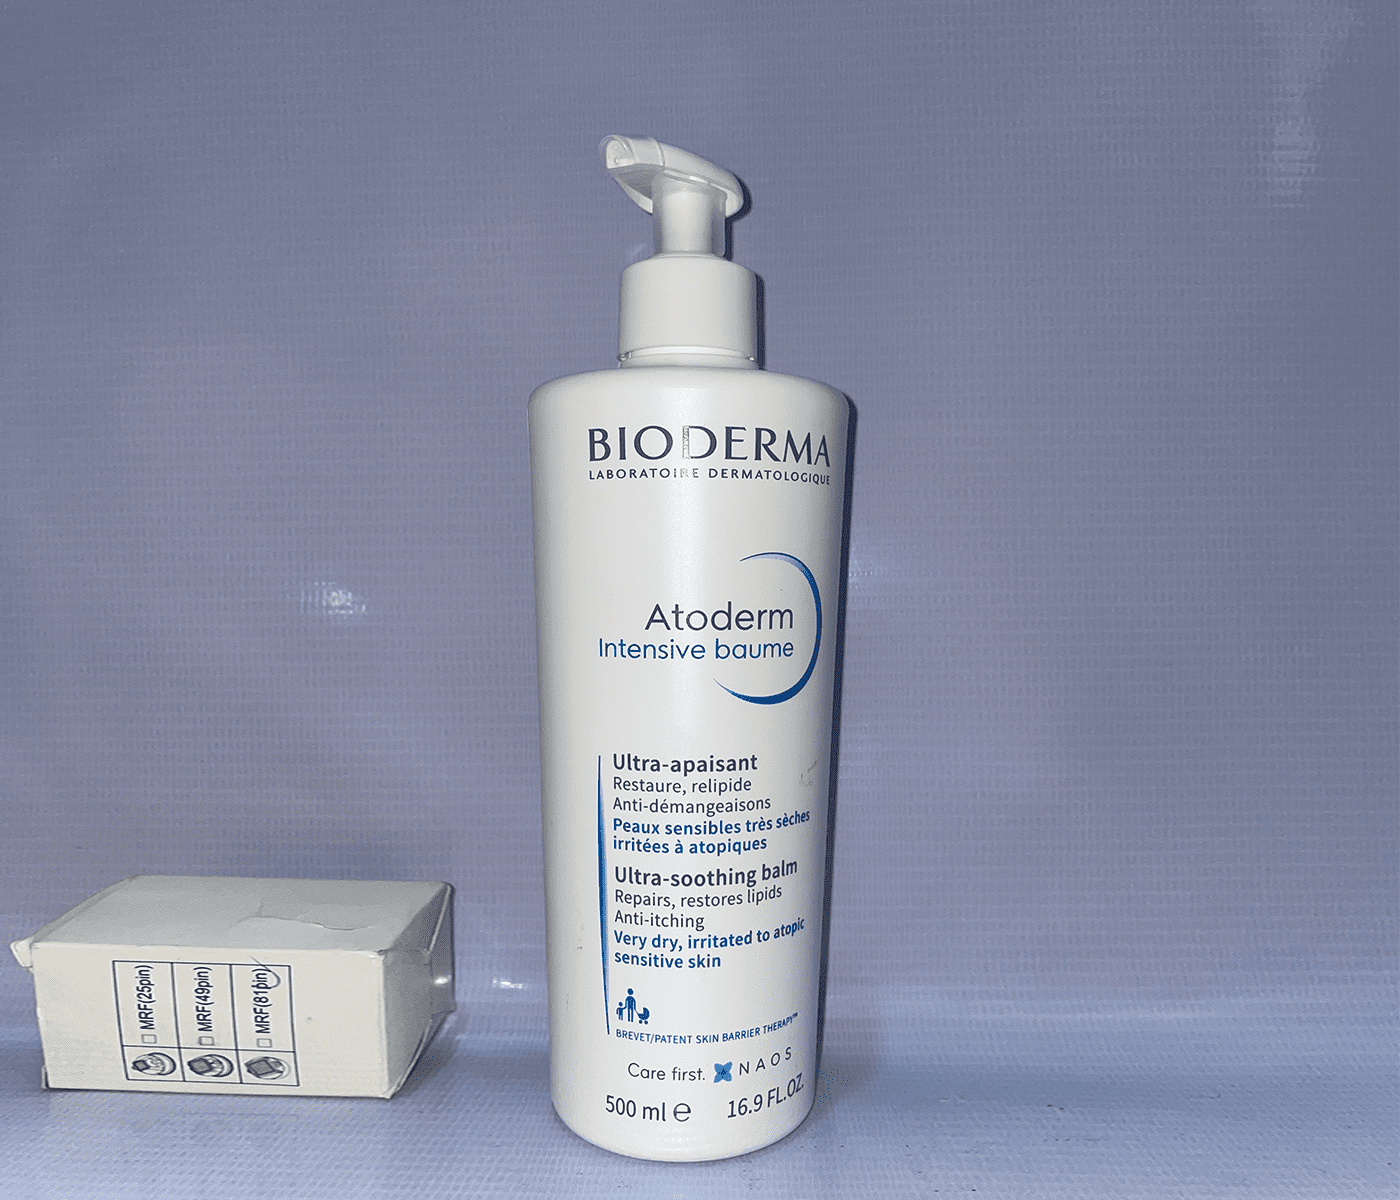 BIODERMA
LABORATOIRE DERMATOLOGIQUE
Atoderm
Intensive baume
Ultra-apaisant
Restaure, relipide
Anti-démangeaisons
Peaux sensibles très sèches
irritées à atopiques
Ultra-soothing balm
Repairs, restores lipids
Anti-itching
Very dry, irritated to atopic
sensitive skin
BREVET/PATENT SKIN BARRIER THERAPY™
Care first. NAOS
500 ml ℮ 16.9 FL.OZ.
MRF(25pin)
MRF(49pin)
MRF(81pin)